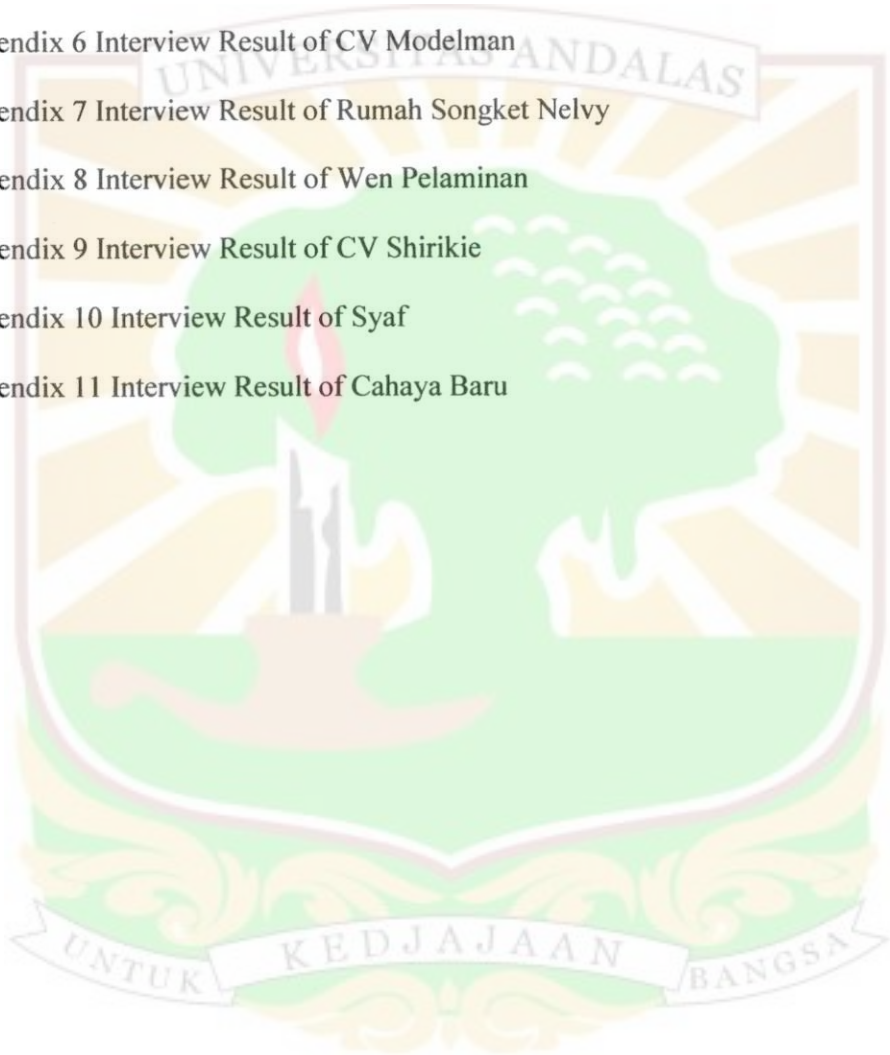 endix 6 Interview Result of CV Modelman
UNIVERSITAS ANDALAS
endix 7 Interview Result of Rumah Songket Nelvy
endix 8 Interview Result of Wen Pelaminan
endix 9 Interview Result of CV Shirikie
endix 10 Interview Result of Syaf
endix 11 Interview Result of Cahaya Baru
UNTUK KEDJAJAAN BANGSA